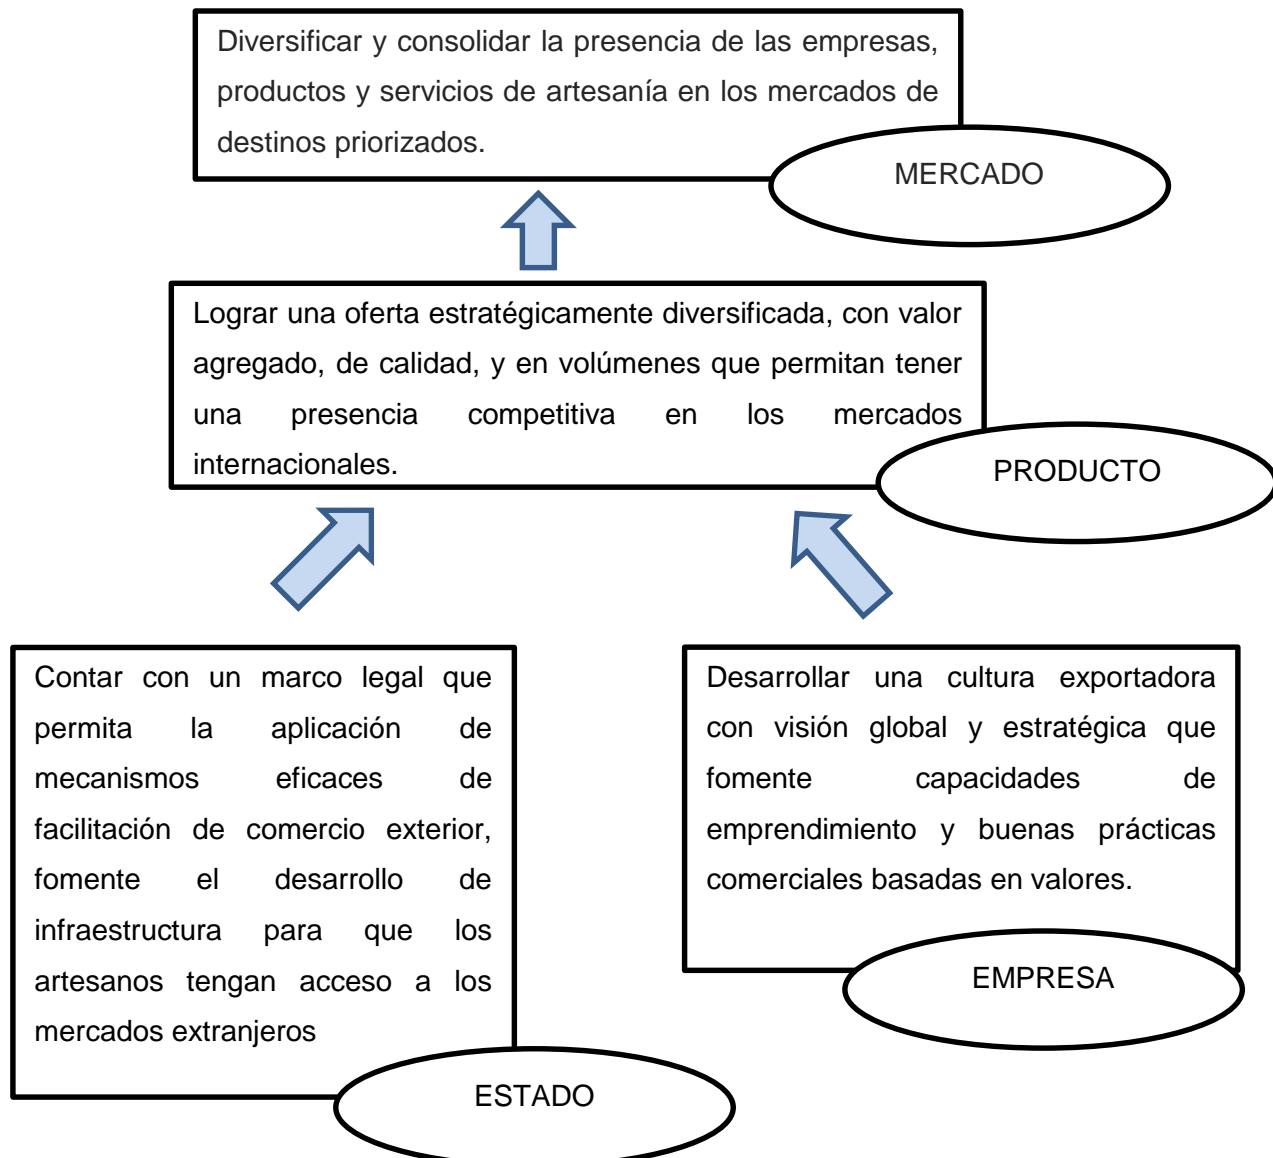 Diversificar y consolidar la presencia de las empresas,
productos y servicios de artesanía en los mercados de
destinos priorizados.
MERCADO
Lograr una oferta estratégicamente diversificada, con valor
agregado, de calidad, y en volúmenes que permitan tener
una presencia competitiva en los mercados
internacionales.
PRODUCTO
Contar con un marco legal que
permita la aplicación de
mecanismos eficaces de
facilitación de comercio exterior,
fomente el desarrollo de
infraestructura para que los
artesanos tengan acceso a los
mercados extranjeros
ESTADO
Desarrollar una cultura exportadora
con visión global y estratégica que
fomente capacidades de
emprendimiento y buenas prácticas
comerciales basadas en valores.
EMPRESA